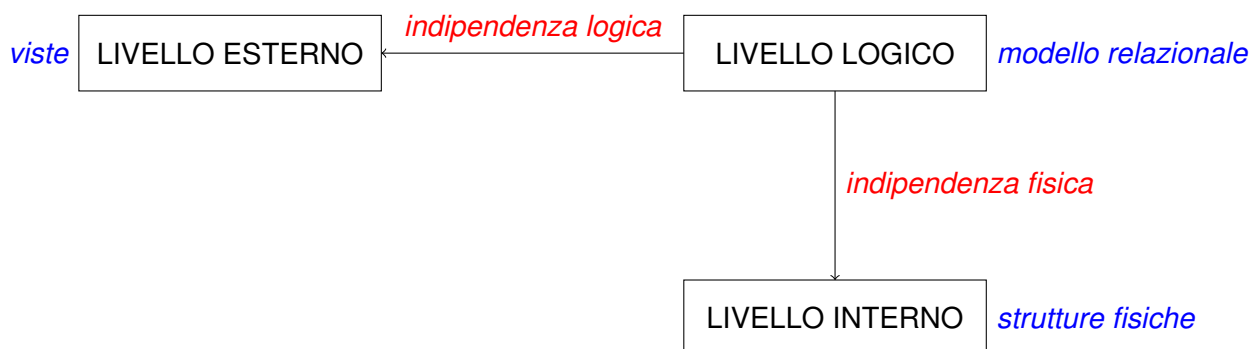 indipendenza logica
viste LIVELLO ESTERNO LIVELLO LOGICO modello relazionale
indipendenza fisica
LIVELLO INTERNO strutture fisiche